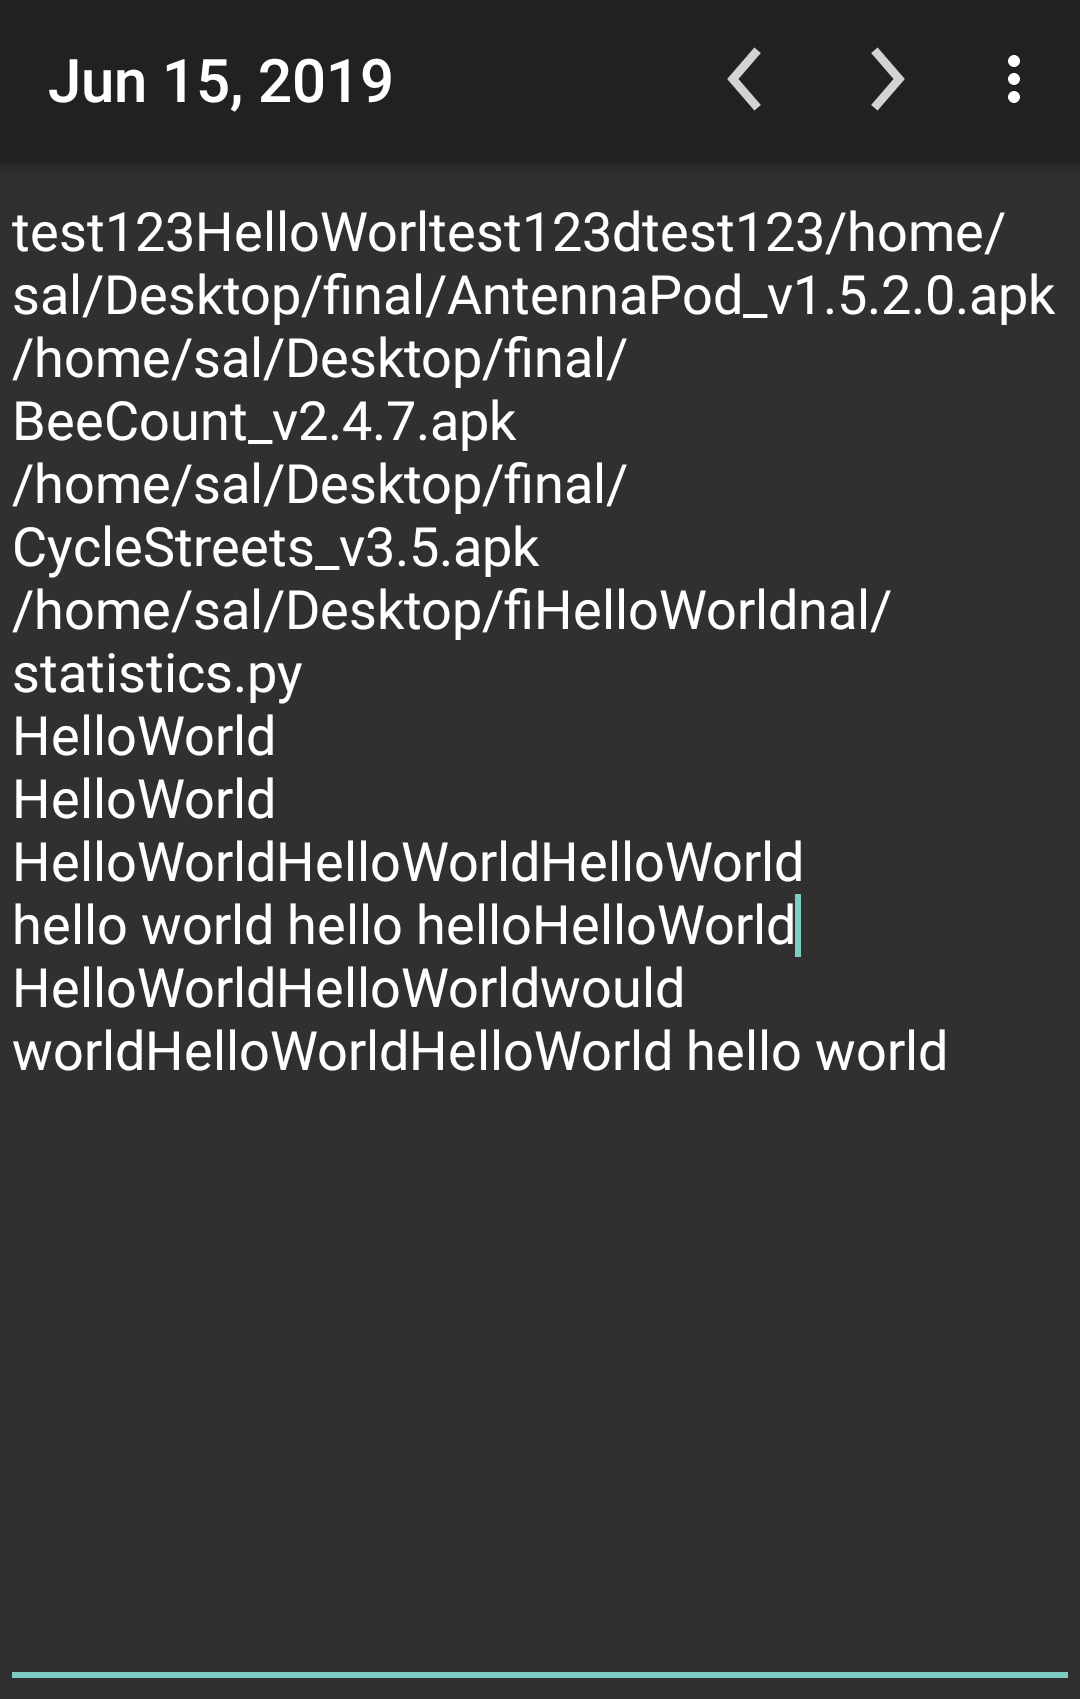 Jun 15, 2019
test123HelloWorltest123dtest123/home/
sal/Desktop/final/AntennaPod_v1.5.2.0.apk
/home/sal/Desktop/final/
BeeCount_v2.4.7.apk
/home/sal/Desktop/final/
CycleStreets_v3.5.apk
/home/sal/Desktop/fiHelloWorldnal/
statistics.py
HelloWorld
HelloWorld
HelloWorldHelloWorldHelloWorld
hello world hello helloHelloWorld
HelloWorldHelloWorldwould
worldHelloWorldHelloWorld hello world